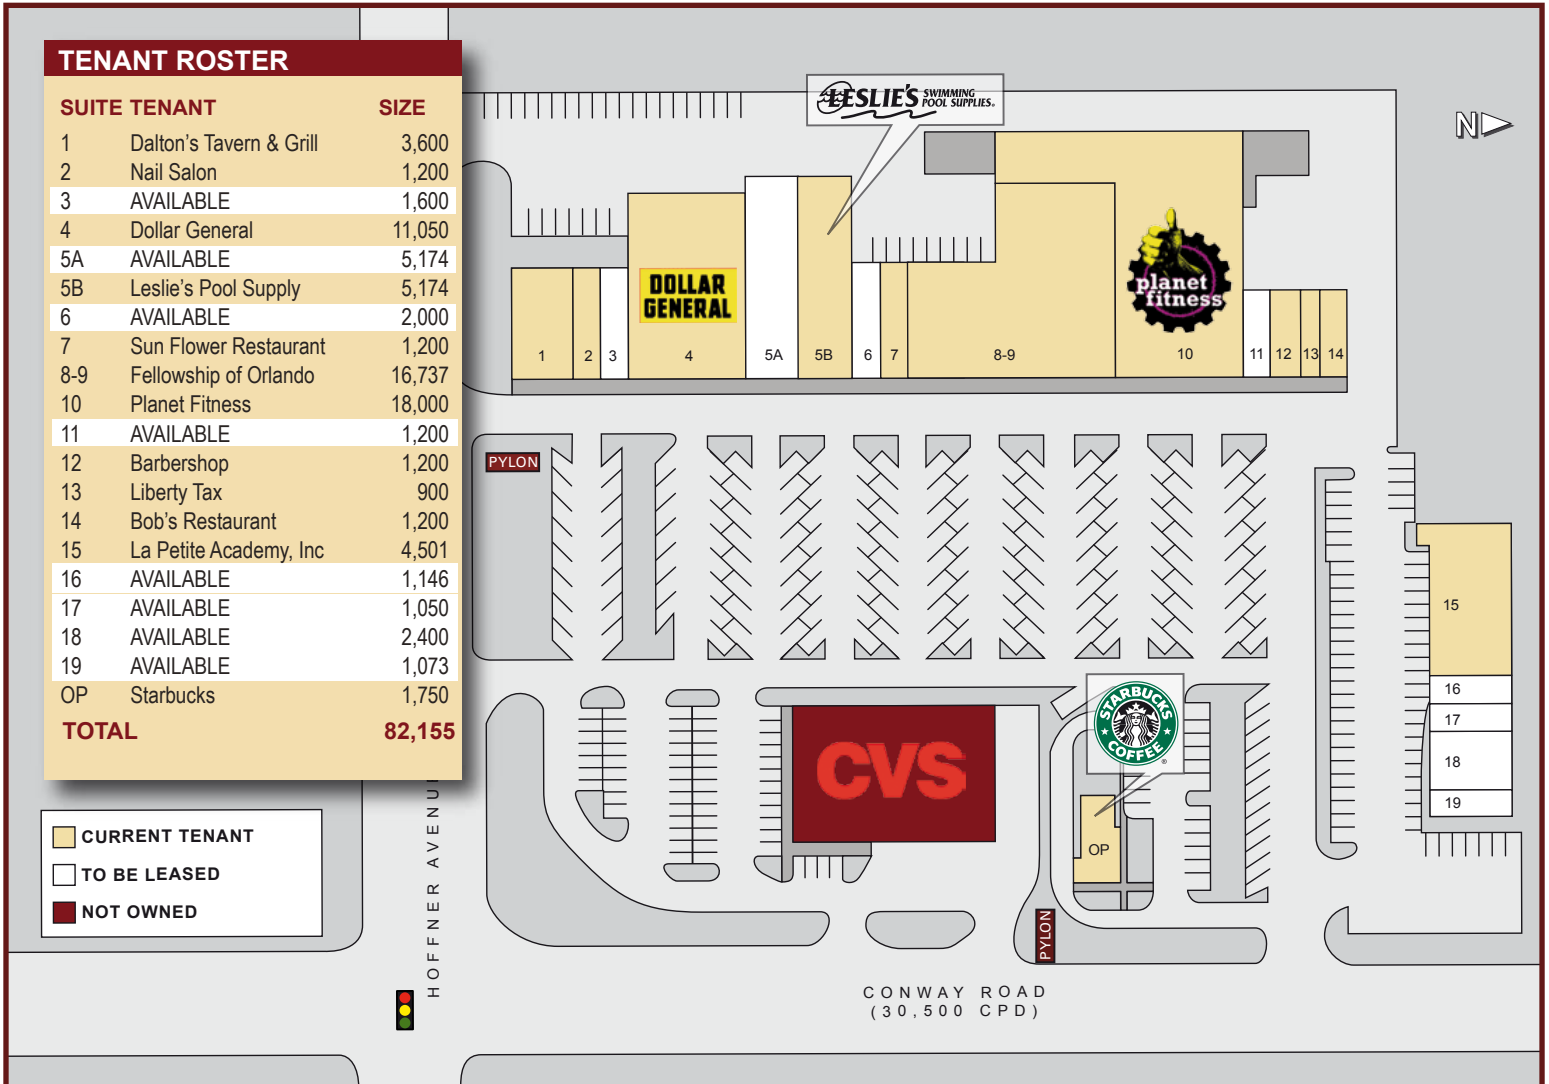 TENANT ROSTER
SUITE TENANT SIZE
1 Dalton's Tavern & Grill 3,600
2 Nail Salon 1,200
3 AVAILABLE 1,600
4 Dollar General 11,050
5A AVAILABLE 5,174
5B Leslie's Pool Supply 5,174
6 AVAILABLE 2,000
7 Sun Flower Restaurant 1,200
8-9 Fellowship of Orlando 16,737
10 Planet Fitness 18,000
11 AVAILABLE 1,200
12 Barbershop 1,200
13 Liberty Tax 900
14 Bob's Restaurant 1,200
15 La Petite Academy, Inc 4,501
16 AVAILABLE 1,146
17 AVAILABLE 1,050
18 AVAILABLE 2,400
19 AVAILABLE 1,073
OP Starbucks 1,750
TOTAL 82,155
CURRENT TENANT
TO BE LEASED
NOT OWNED
LESLIE'S SWIMMING
POOL SUPPLIES.
N
DOLLAR
GENERAL
planet
fitness
1 2 3 4 5A 5B 6 7 8-9 10 11 12 13 14
PYLON
15
16
17
18
19
STARBUCKS
COFFEE
CVS
OP
PYLON
HOFFNER AVENUE
CONWAY ROAD
(30,500 CPD)